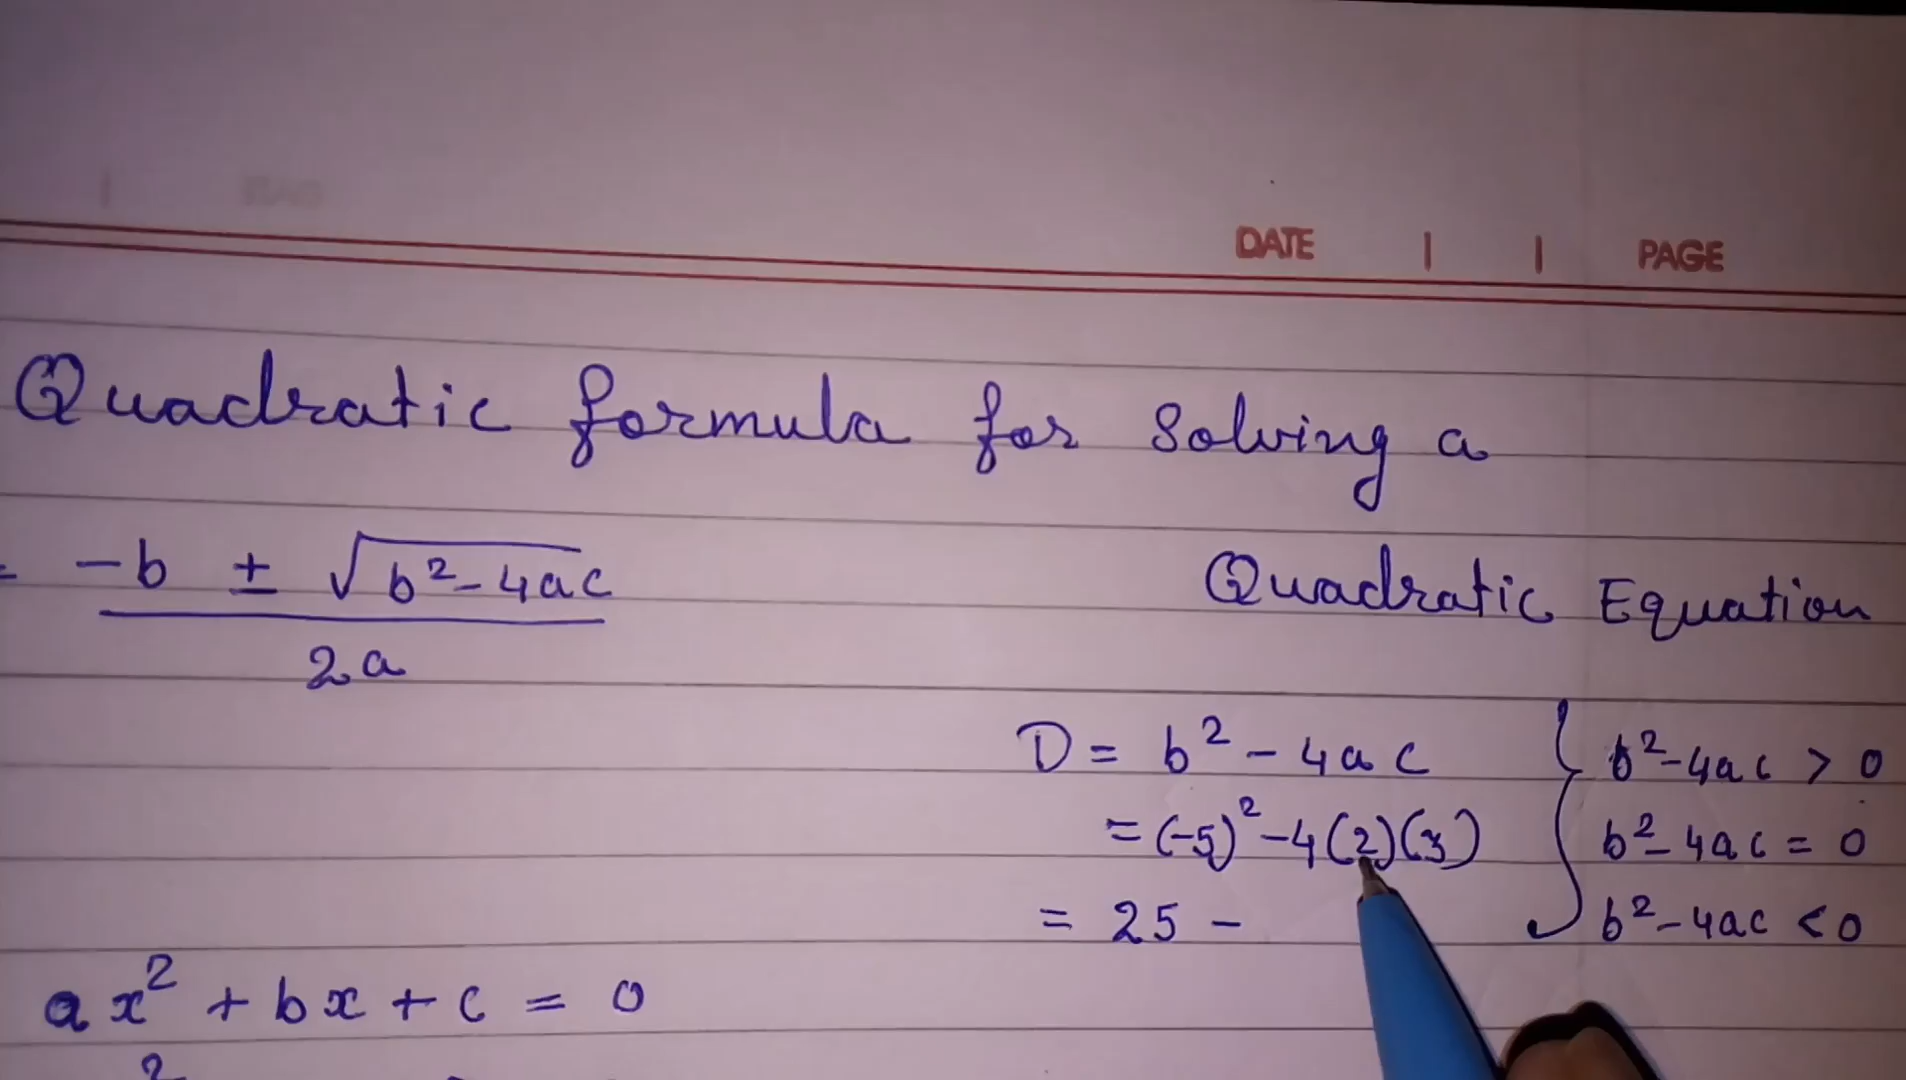 DATE | | PAGE
Quadratic formula for Solving a
Quadratic Equation
= -b ± √b²-4ac
2a
D = b² - 4ac
= (-5)² - 4(2)(3)
= 25 -
{ b²-4ac > 0
b²-4ac = 0
b²-4ac < 0
ax² + bx + c = 0
2